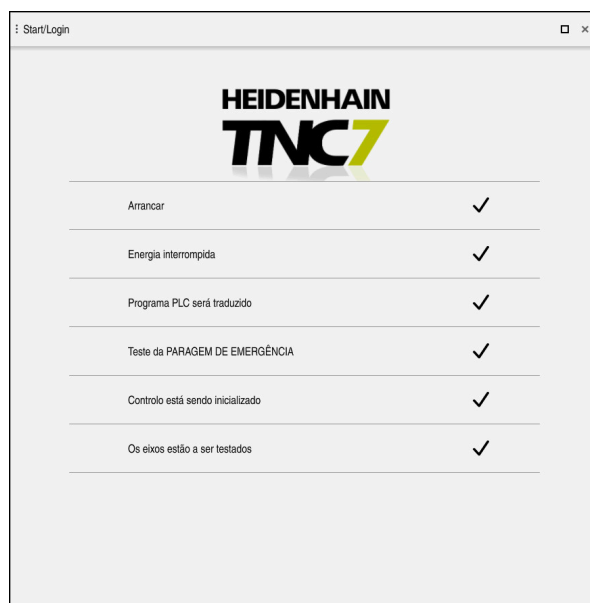 Start/Login
HEIDENHAIN
TNC7
Arrancar
Energia interrompida
Programa PLC será traduzido
Teste da PARAGEM DE EMERGÊNCIA
Controlo está sendo inicializado
Os eixos estão a ser testados